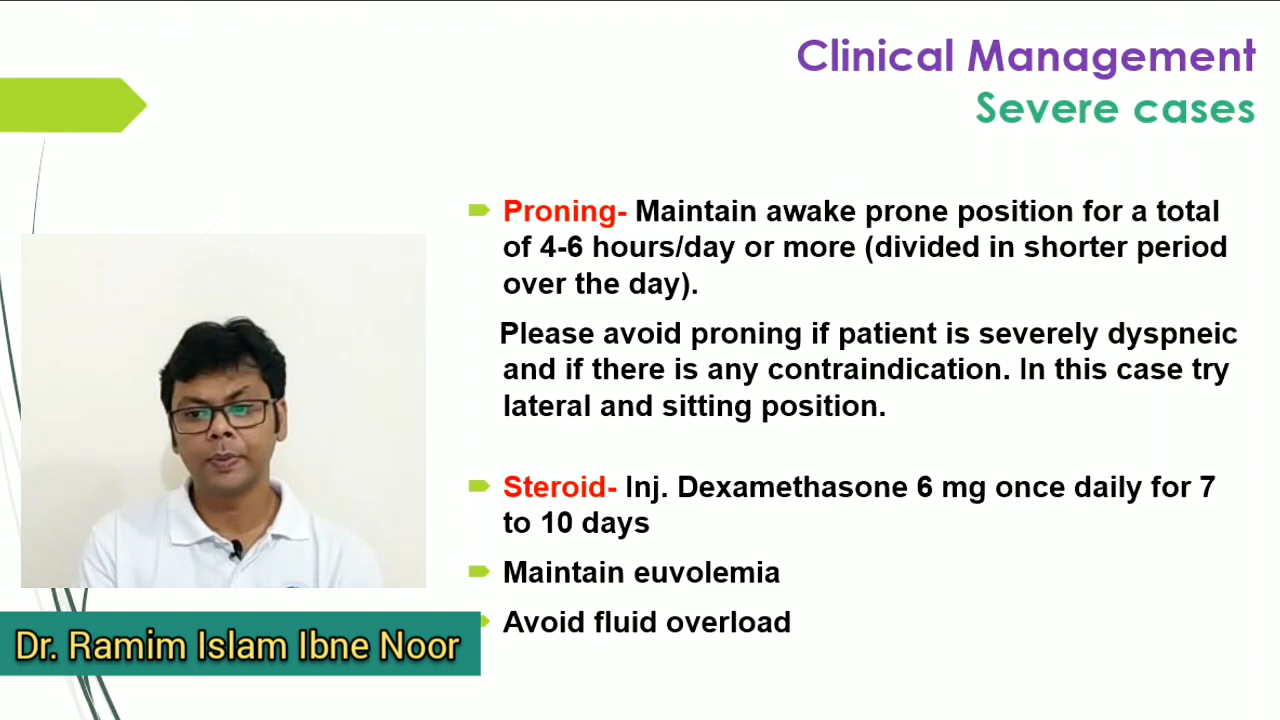 Clinical Management
Severe cases
Proning- Maintain awake prone position for a total
of 4-6 hours/day or more (divided in shorter period
over the day).
Please avoid proning if patient is severely dyspneic
and if there is any contraindication. In this case try
lateral and sitting position.
Steroid- Inj. Dexamethasone 6 mg once daily for 7
to 10 days
Maintain euvolemia
Avoid fluid overload
Dr. Ramim Islam Ibne Noor